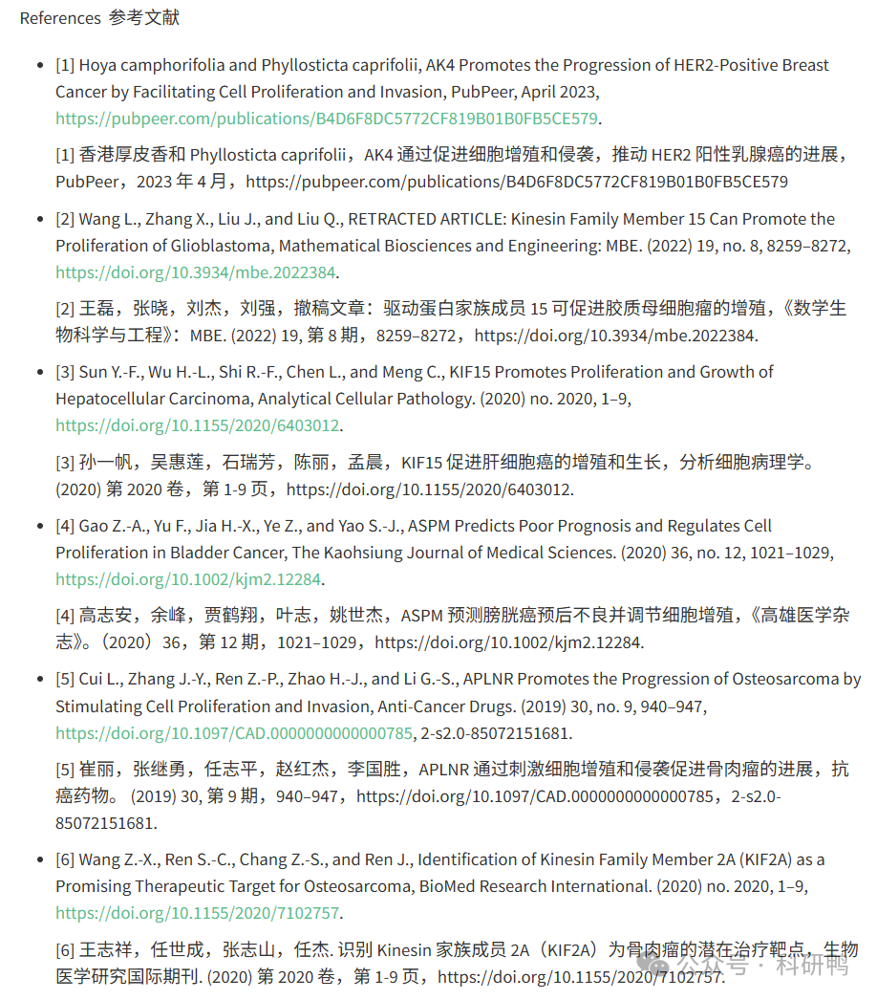 References 参考文献
[1] Hoya camphorifolia and Phyllosticta caprifolii, AK4 Promotes the Progression of HER2-Positive Breast
Cancer by Facilitating Cell Proliferation and Invasion, PubPeer, April 2023,
https://pubpeer.com/publications/B4D6F8DC5772CF819B01B0FB5CE579.
[1] 香港厚皮香和 Phyllosticta caprifolii，AK4 通过促进细胞增殖和侵袭，推动 HER2 阳性乳腺癌的进展，
PubPeer，2023 年 4 月，https://pubpeer.com/publications/B4D6F8DC5772CF819B01B0FB5CE579
[2] Wang L., Zhang X., Liu J., and Liu Q., RETRACTED ARTICLE: Kinesin Family Member 15 Can Promote the
Proliferation of Glioblastoma, Mathematical Biosciences and Engineering: MBE. (2022) 19, no. 8, 8259–8272,
https://doi.org/10.3934/mbe.2022384.
[2] 王磊，张晓，刘杰，刘强，撤稿文章：驱动蛋白家族成员 15 可促进胶质母细胞瘤的增殖，《数学生
物科学与工程》：MBE. (2022) 19, 第 8 期，8259–8272，https://doi.org/10.3934/mbe.2022384.
[3] Sun Y.-F., Wu H.-L., Shi R.-F., Chen L., and Meng C., KIF15 Promotes Proliferation and Growth of
Hepatocellular Carcinoma, Analytical Cellular Pathology. (2020) no. 2020, 1–9,
https://doi.org/10.1155/2020/6403012.
[3] 孙一帆，吴惠莲，石瑞芳，陈丽，孟晨，KIF15 促进肝细胞癌的增殖和生长，分析细胞病理学。
(2020) 第 2020 卷，第 1-9 页，https://doi.org/10.1155/2020/6403012.
[4] Gao Z.-A., Yu F., Jia H.-X., Ye Z., and Yao S.-J., ASPM Predicts Poor Prognosis and Regulates Cell
Proliferation in Bladder Cancer, The Kaohsiung Journal of Medical Sciences. (2020) 36, no. 12, 1021–1029,
https://doi.org/10.1002/kjm2.12284.
[4] 高志安，余峰，贾鹤翔，叶志，姚世杰，ASPM 预测膀胱癌预后不良并调节细胞增殖，《高雄医学杂
志》。（2020）36，第 12 期，1021–1029，https://doi.org/10.1002/kjm2.12284.
[5] Cui L., Zhang J.-Y., Ren Z.-P., Zhao H.-J., and Li G.-S., APLNR Promotes the Progression of Osteosarcoma by
Stimulating Cell Proliferation and Invasion, Anti-Cancer Drugs. (2019) 30, no. 9, 940–947,
https://doi.org/10.1097/CAD.0000000000000785, 2-s2.0-85072151681.
[5] 崔丽，张继勇，任志平，赵红杰，李国胜，APLNR 通过刺激细胞增殖和侵袭促进骨肉瘤的进展，抗
癌药物。 (2019) 30, 第 9 期，940–947，https://doi.org/10.1097/CAD.0000000000000785，2-s2.0-
85072151681.
[6] Wang Z.-X., Ren S.-C., Chang Z.-S., and Ren J., Identification of Kinesin Family Member 2A (KIF2A) as a
Promising Therapeutic Target for Osteosarcoma, BioMed Research International. (2020) no. 2020, 1–9,
https://doi.org/10.1155/2020/7102757.
[6] 王志祥，任世成，张志山，任杰. 识别 Kinesin 家族成员 2A（KIF2A）为骨肉瘤的潜在治疗靶点，生物
医学研究国际期刊. (2020) 第 2020 卷，第 1-9 页，https://doi.org/10.1155/2020/7102757.
公众号 · 科研鸭